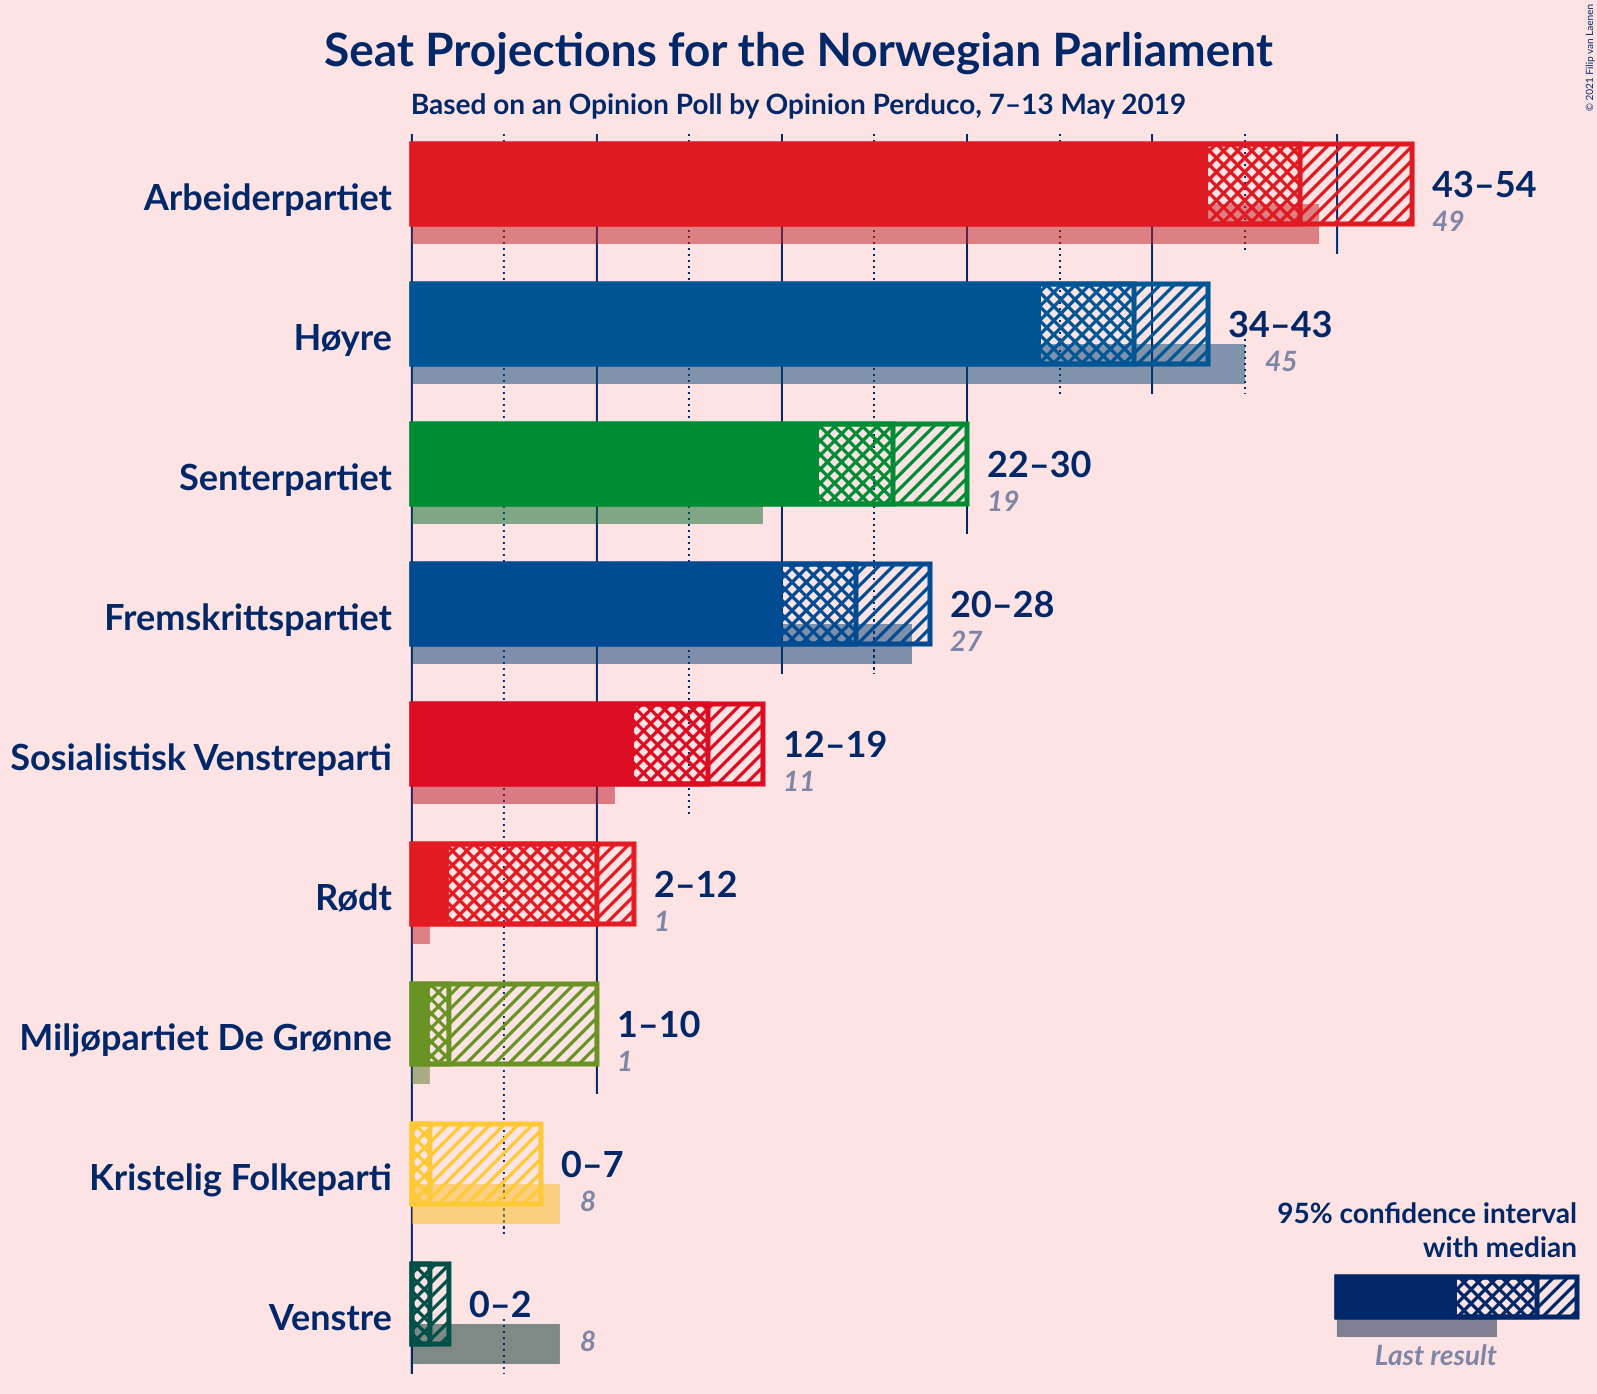 Seat Projections for the Norwegian Parliament
Based on an Opinion Poll by Opinion Perduco, 7–13 May 2019
© 2021 Filip van Laenen
Arbeiderpartiet
43–54
49
Høyre
34–43
45
Senterpartiet
22–30
19
Fremskrittspartiet
20–28
27
Sosialistisk Venstreparti
12–19
11
Rødt
2–12
1
Miljøpartiet De Grønne
1–10
1
Kristelig Folkeparti
0–7
8
Venstre
0–2
8
95% confidence interval
with median
Last result